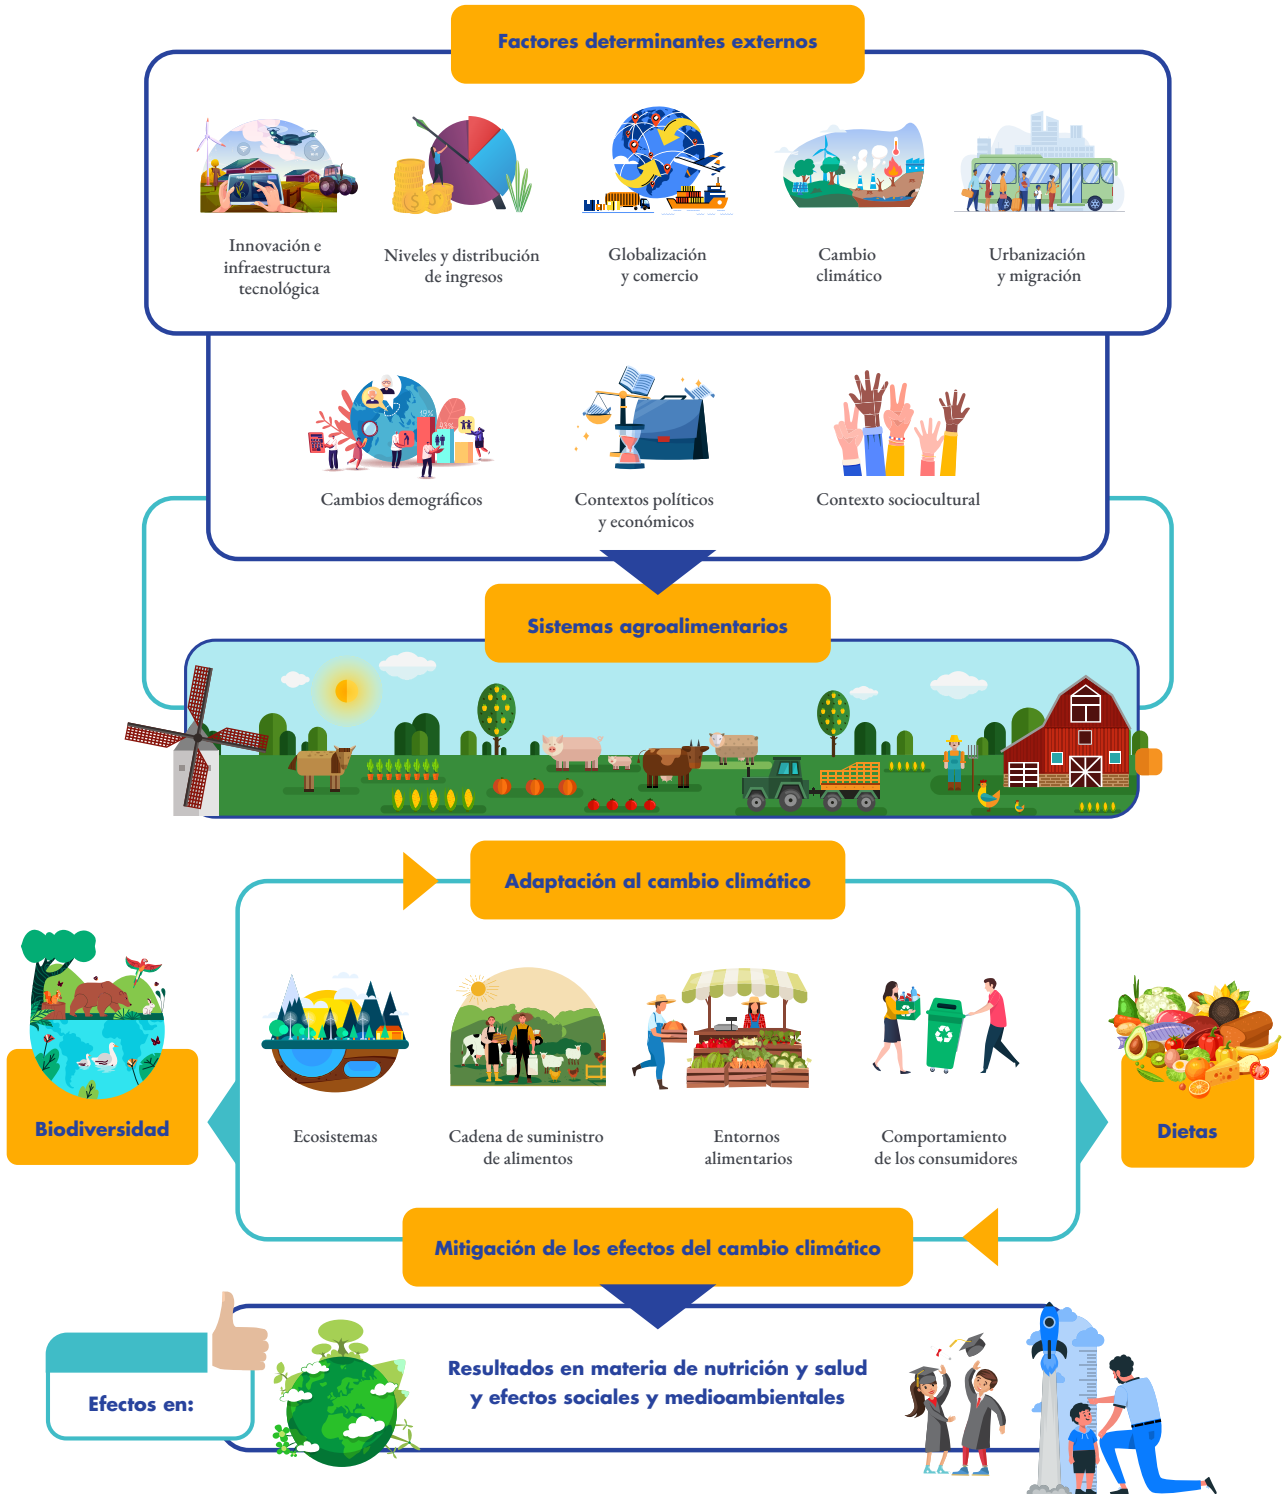 Factores determinantes externos
Innovación e
infraestructura
tecnológica
Niveles y distribución
de ingresos
Globalización
y comercio
Cambio
climático
Urbanización
y migración
19%
Cambios demográficos
Contextos políticos
y económicos
Contexto sociocultural
Sistemas agroalimentarios
Adaptación al cambio climático
Biodiversidad
Ecosistemas
Cadena de suministro
de alimentos
Entornos
alimentarios
Comportamiento
de los consumidores
Dietas
Mitigación de los efectos del cambio climático
Efectos en:
Resultados en materia de nutrición y salud
y efectos sociales y medioambientales